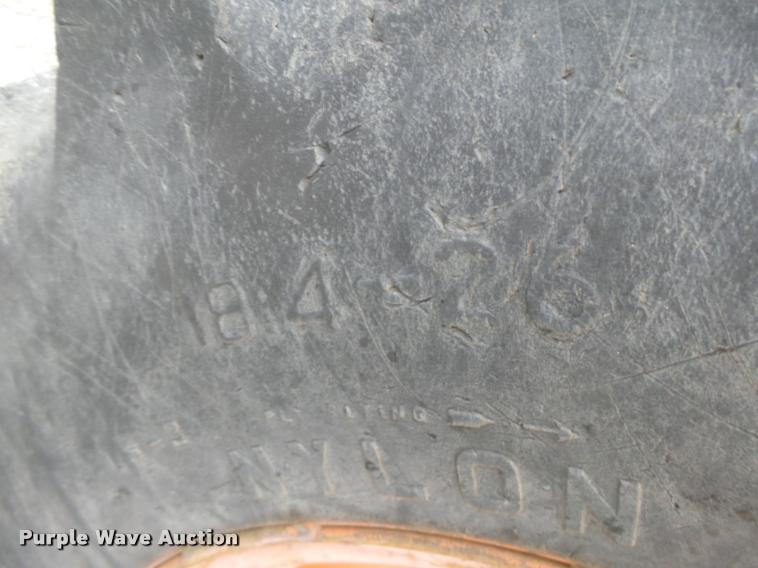 18.4-26
PLY RATING
NYLON
Purple Wave Auction